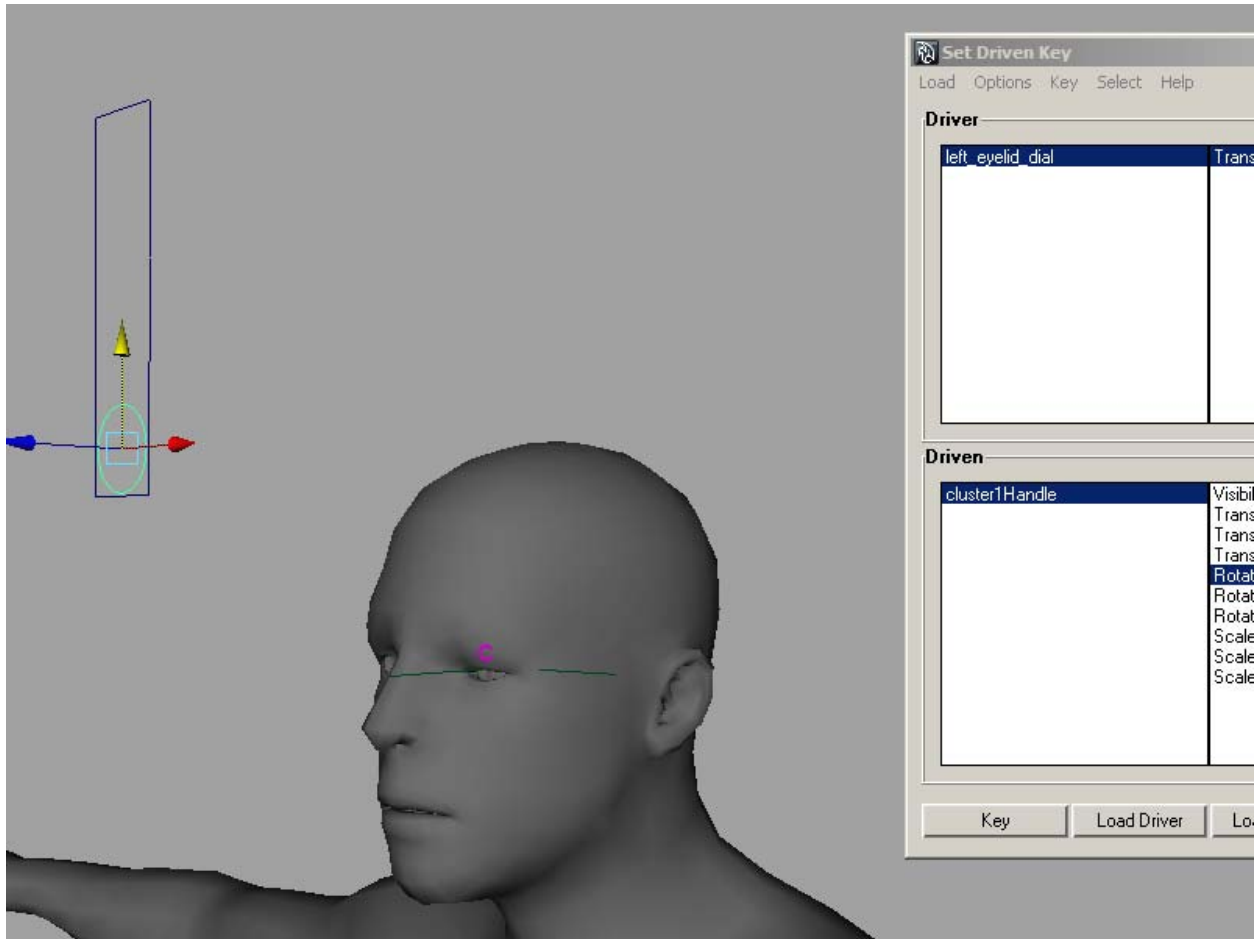 Set Driven Key
Load Options Key Select Help
Driver
left_eyelid_dial Trans
Driven
cluster1Handle Visibil
Trans
Trans
Trans
Rotat
Rotat
Rotat
Scale
Scale
Scale
Key Load Driver Loa
C